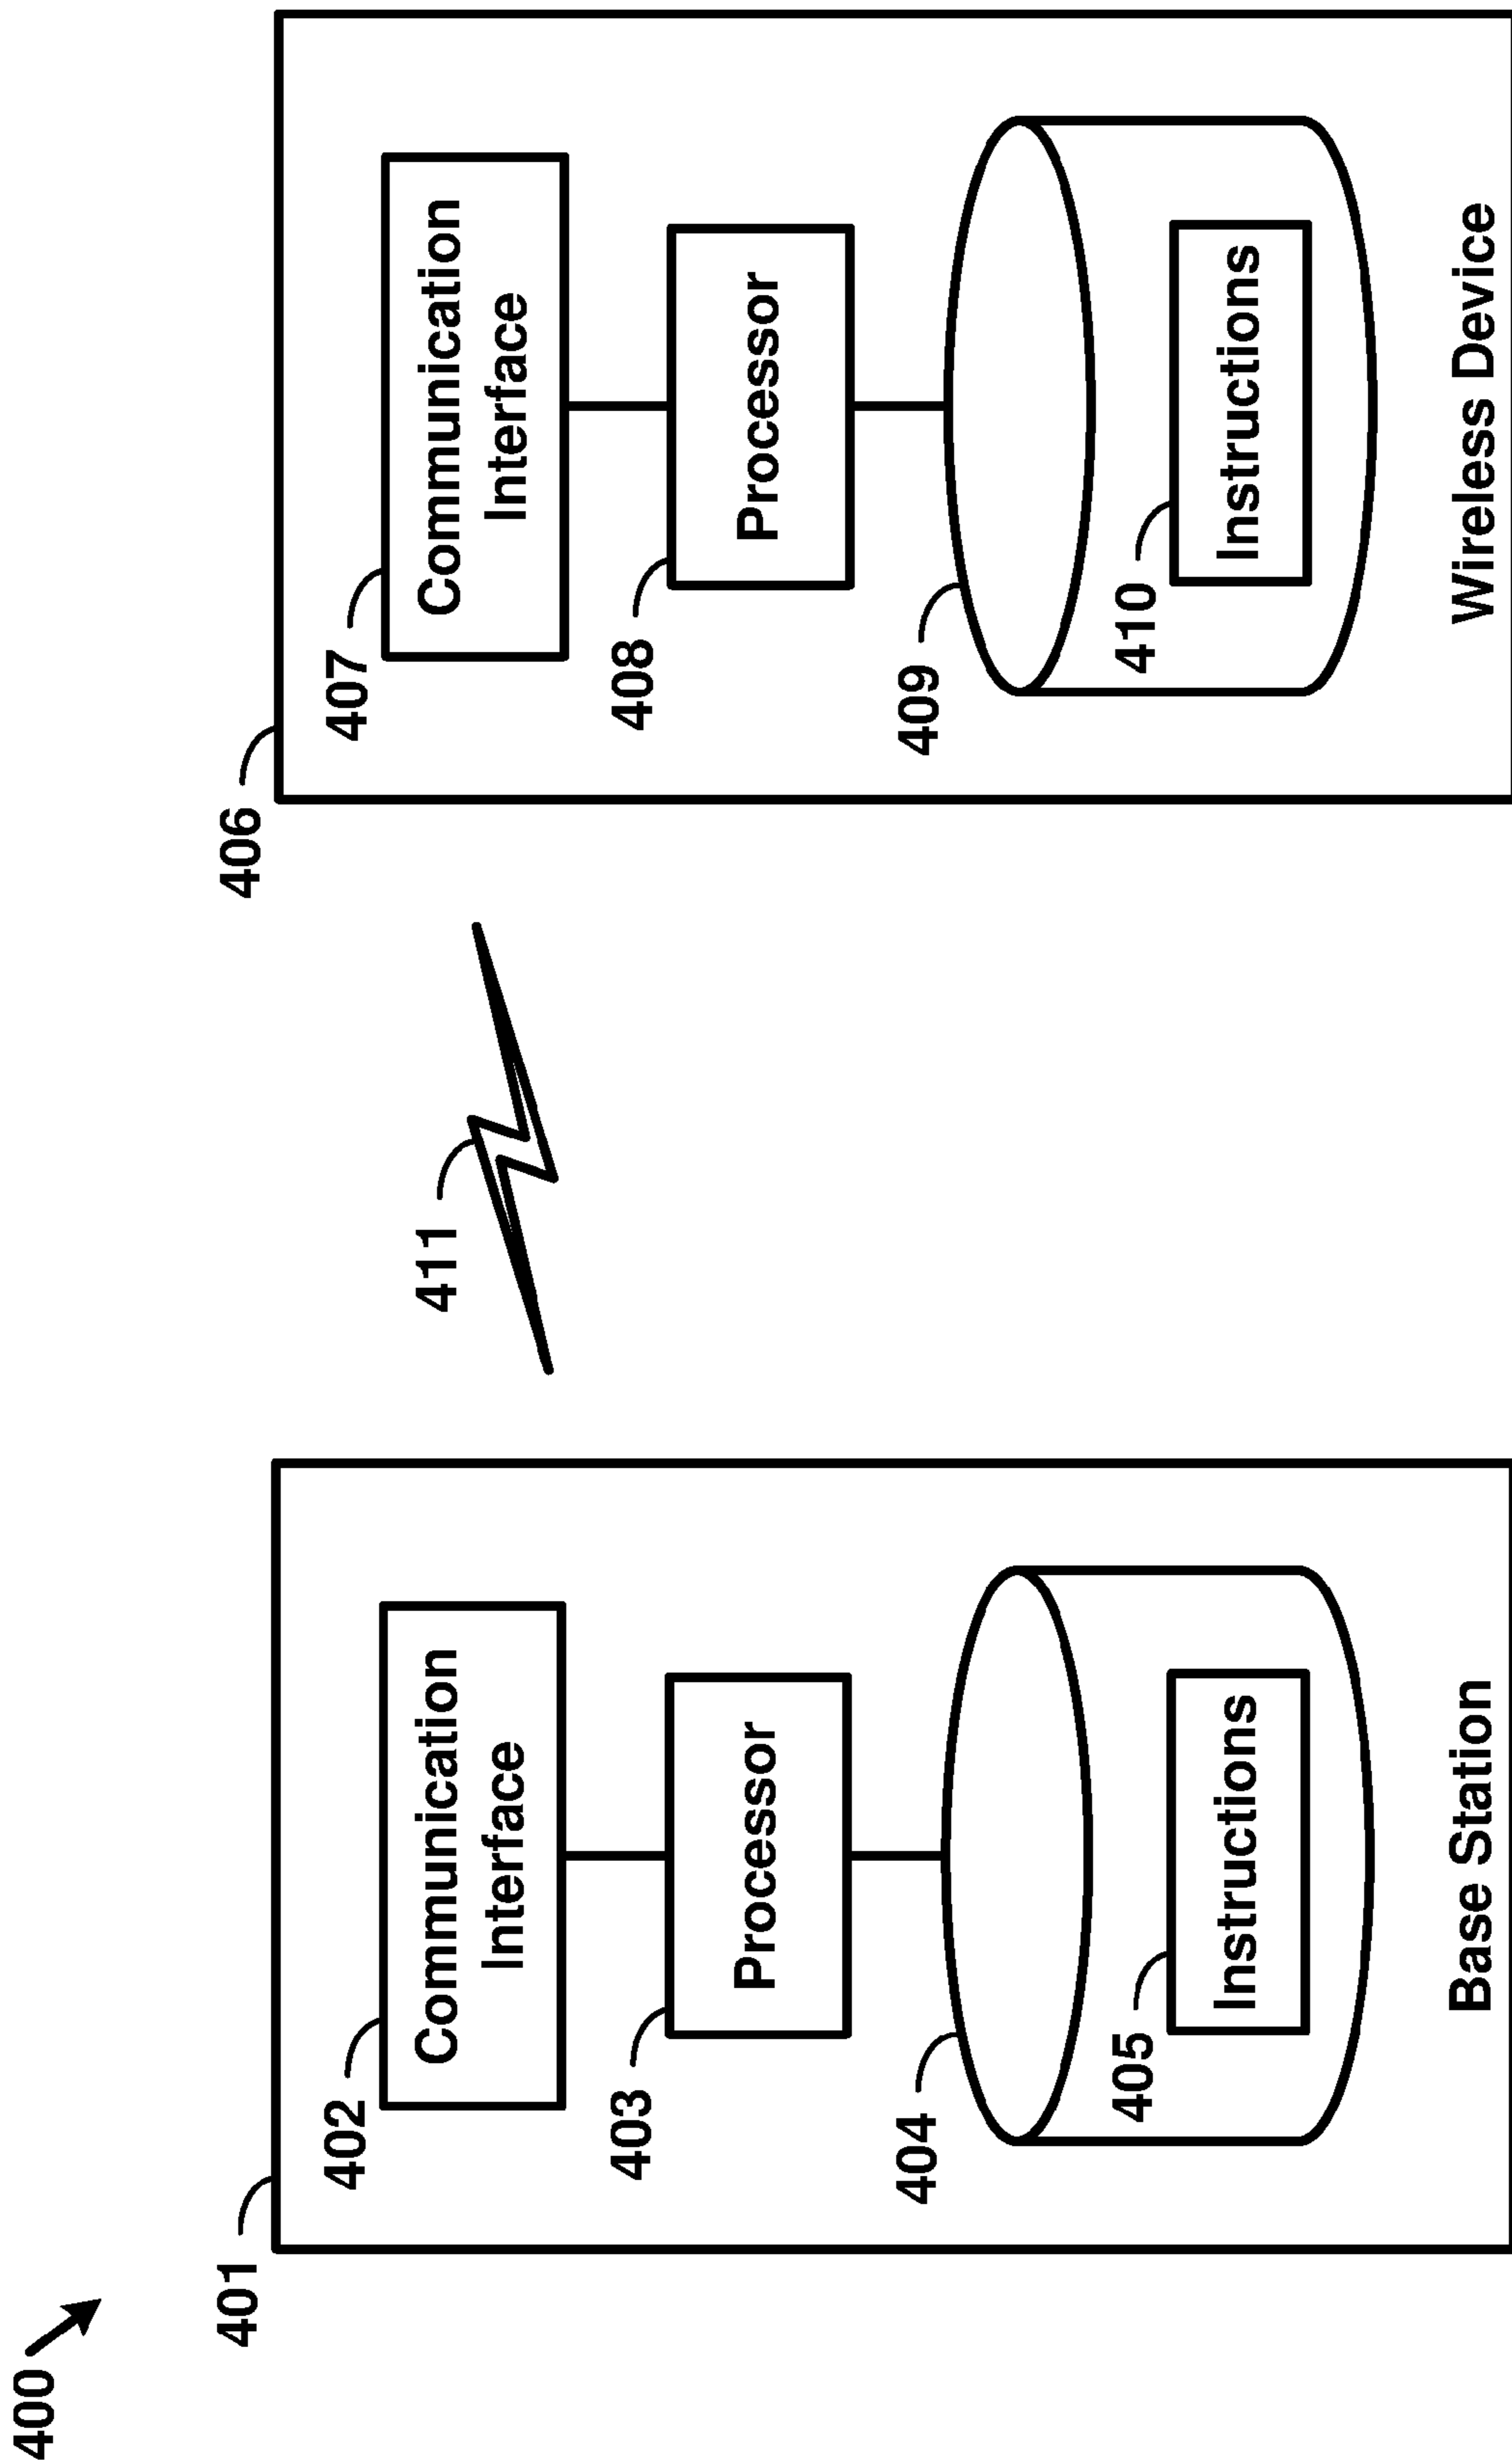 400
401
402
Communication
Interface
403
Processor
404
405
Instructions
Base Station
411
406
407
Communication
Interface
408
Processor
409
410
Instructions
Wireless Device